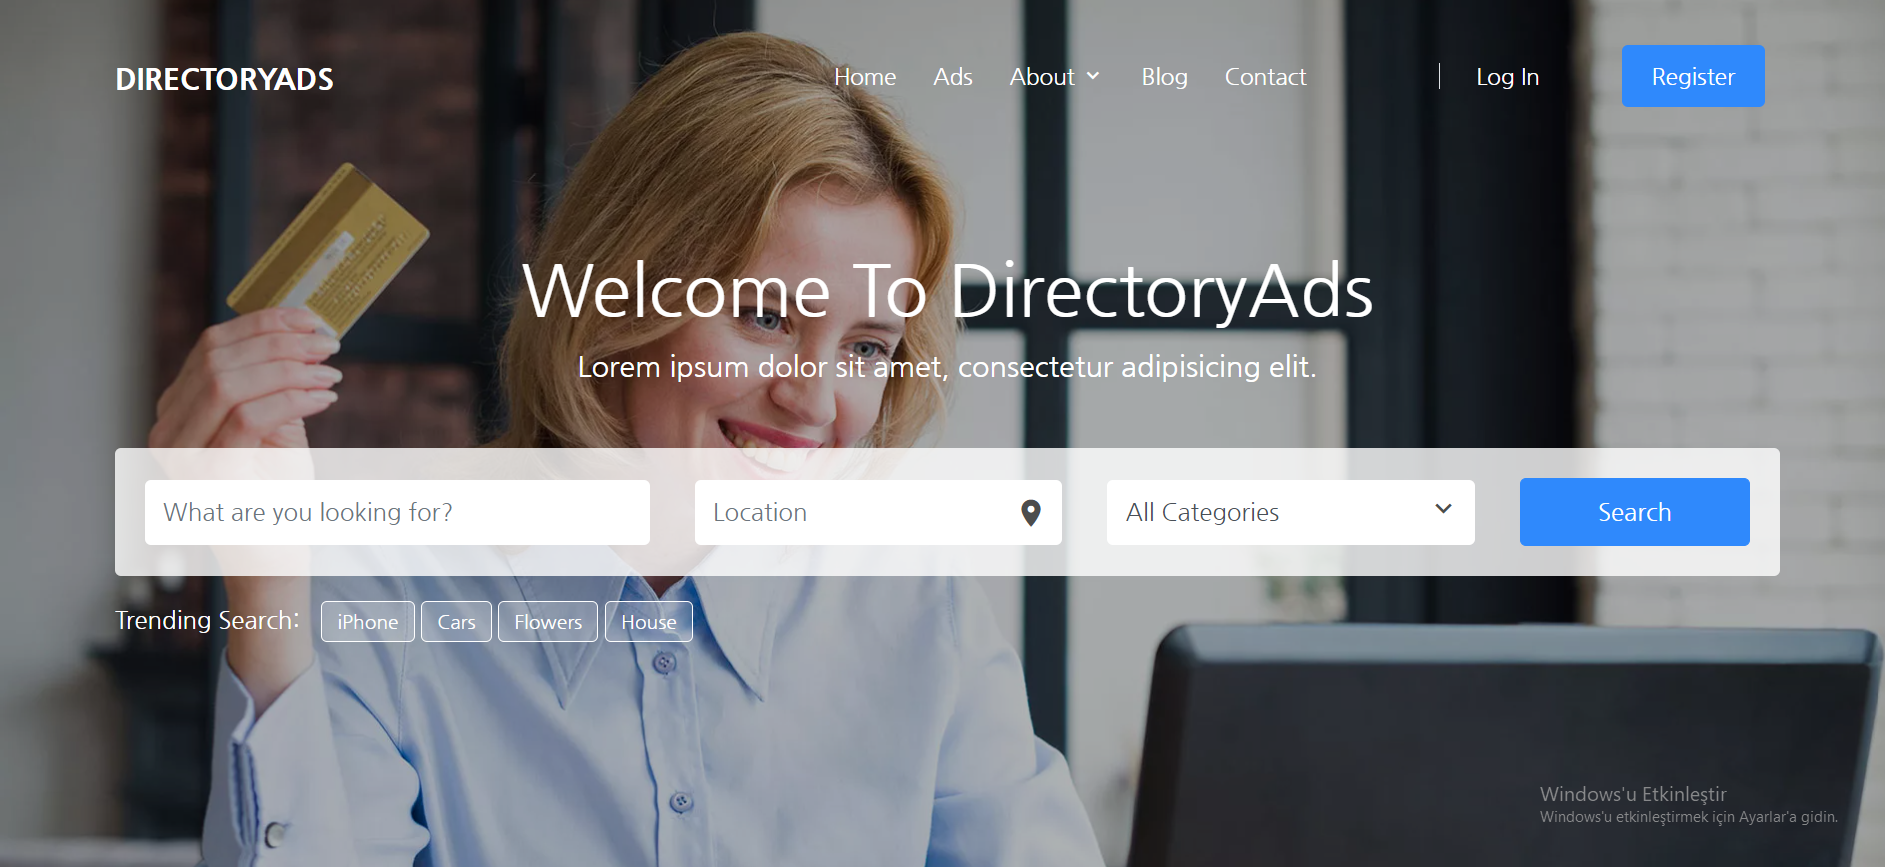 DIRECTORYADS
Home Ads About Blog Contact Log In Register
Welcome To DirectoryAds
Lorem ipsum dolor sit amet, consectetur adipisicing elit.
What are you looking for? Location All Categories Search
Trending Search: iPhone Cars Flowers House
Windows'u Etkinleştir
Windows'u etkinleştirmek için Ayarlar'a gidin.